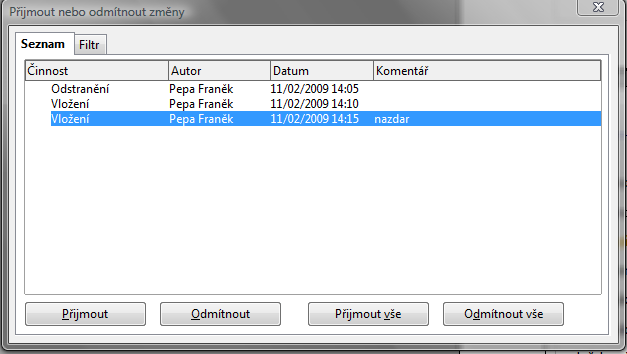 Přijmout nebo odmítnout změny
Seznam Filtr
Činnost Autor Datum Komentář
Odstranění Pepa Franěk 11/02/2009 14:05
Vložení Pepa Franěk 11/02/2009 14:10
Vložení Pepa Franěk 11/02/2009 14:15 nazdar
Přijmout Odmítnout Přijmout vše Odmítnout vše